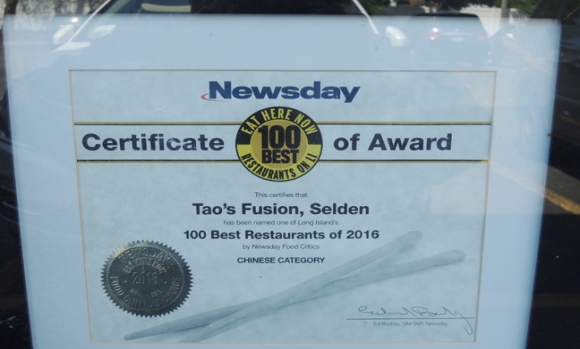 Newsday
EAT HERE NOW
Certificate
100
BEST
of Award
RESTAURANTS ON LI
This certifies that
Tao's Fusion, Selden
has been named one of Long Island's
100 Best Restaurants of 2016
by Newsday Food Critics
CHINESE CATEGORY